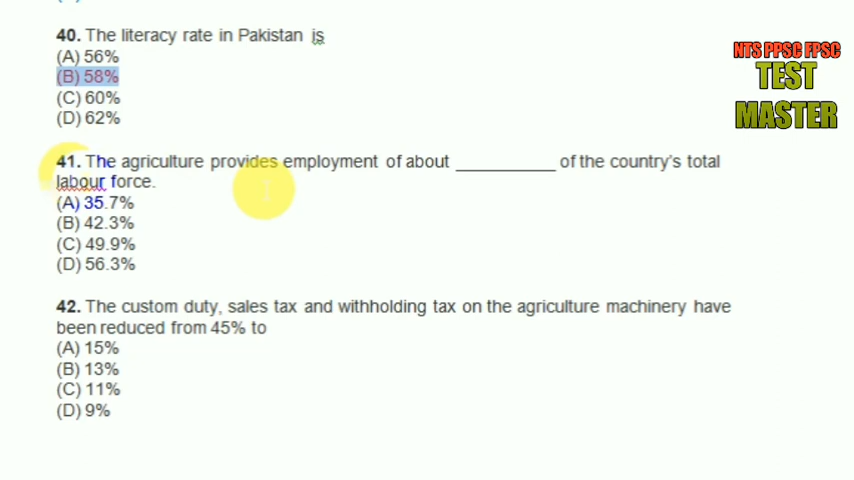 40. The literacy rate in Pakistan is
(A) 56%
(B) 58%
(C) 60%
(D) 62%
NTS PPSC FPSC
TEST
MASTER
41. The agriculture provides employment of about __________ of the country's total
labour force.
(A) 35.7%
(B) 42.3%
(C) 49.9%
(D) 56.3%
42. The custom duty, sales tax and withholding tax on the agriculture machinery have
been reduced from 45% to
(A) 15%
(B) 13%
(C) 11%
(D) 9%